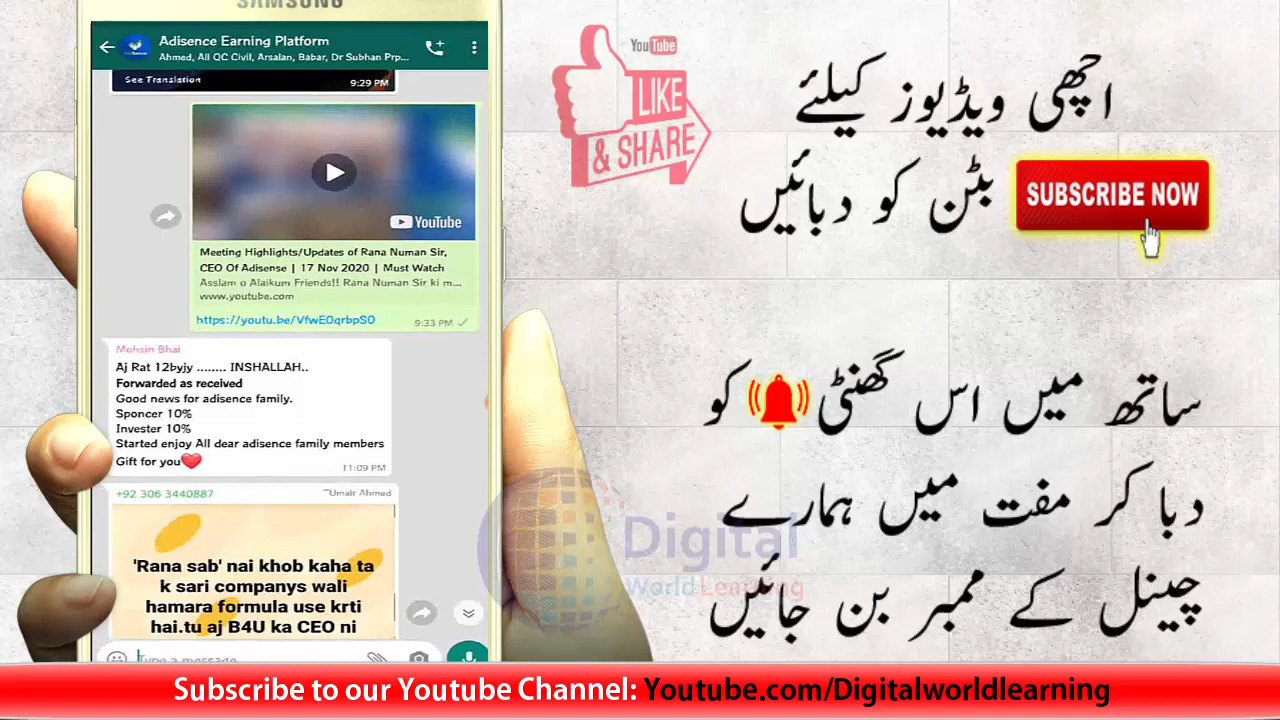 SAMSUNG
Adisence Earning Platform
Ahmed, All QC Civil, Arsalan, Babar, Dr Subhan Prp...
See Translation
9:29 PM
YouTube
Meeting Highlights/Updates of Rana Numan Sir,
CEO Of Adisense | 17 Nov 2020 | Must Watch
Asslam o Alaikum Friends!! Rana Numan Sir ki m...
www.youtube.com
https://youtu.be/VfwE0qrbpS0
9:33 PM
Mohsin Bhai
Aj Rat 12byjy ........ INSHALLAH..
Forwarded as received
Good news for adisence family.
Sponcer 10%
Invester 10%
Started enjoy All dear adisence family members
Gift for you❤
11:09 PM
+92 306 3440887
~Umair Ahmed
'Rana sab' nai khob kaha ta
k sari companys wali
hamara formula use krti
hai.tu aj B4U ka CEO ni
Type a message
YouTube
LIKE
& SHARE
اچھی ویڈیوز کیلئے
SUBSCRIBE NOW بٹن کو دبائیں
ساتھ میں اس گھنٹی کو
دبا کر مفت میں ہمارے
چینل کے ممبر بن جائیں
Digital
WorldLearning
Subscribe to our Youtube Channel: Youtube.com/Digitalworldlearning